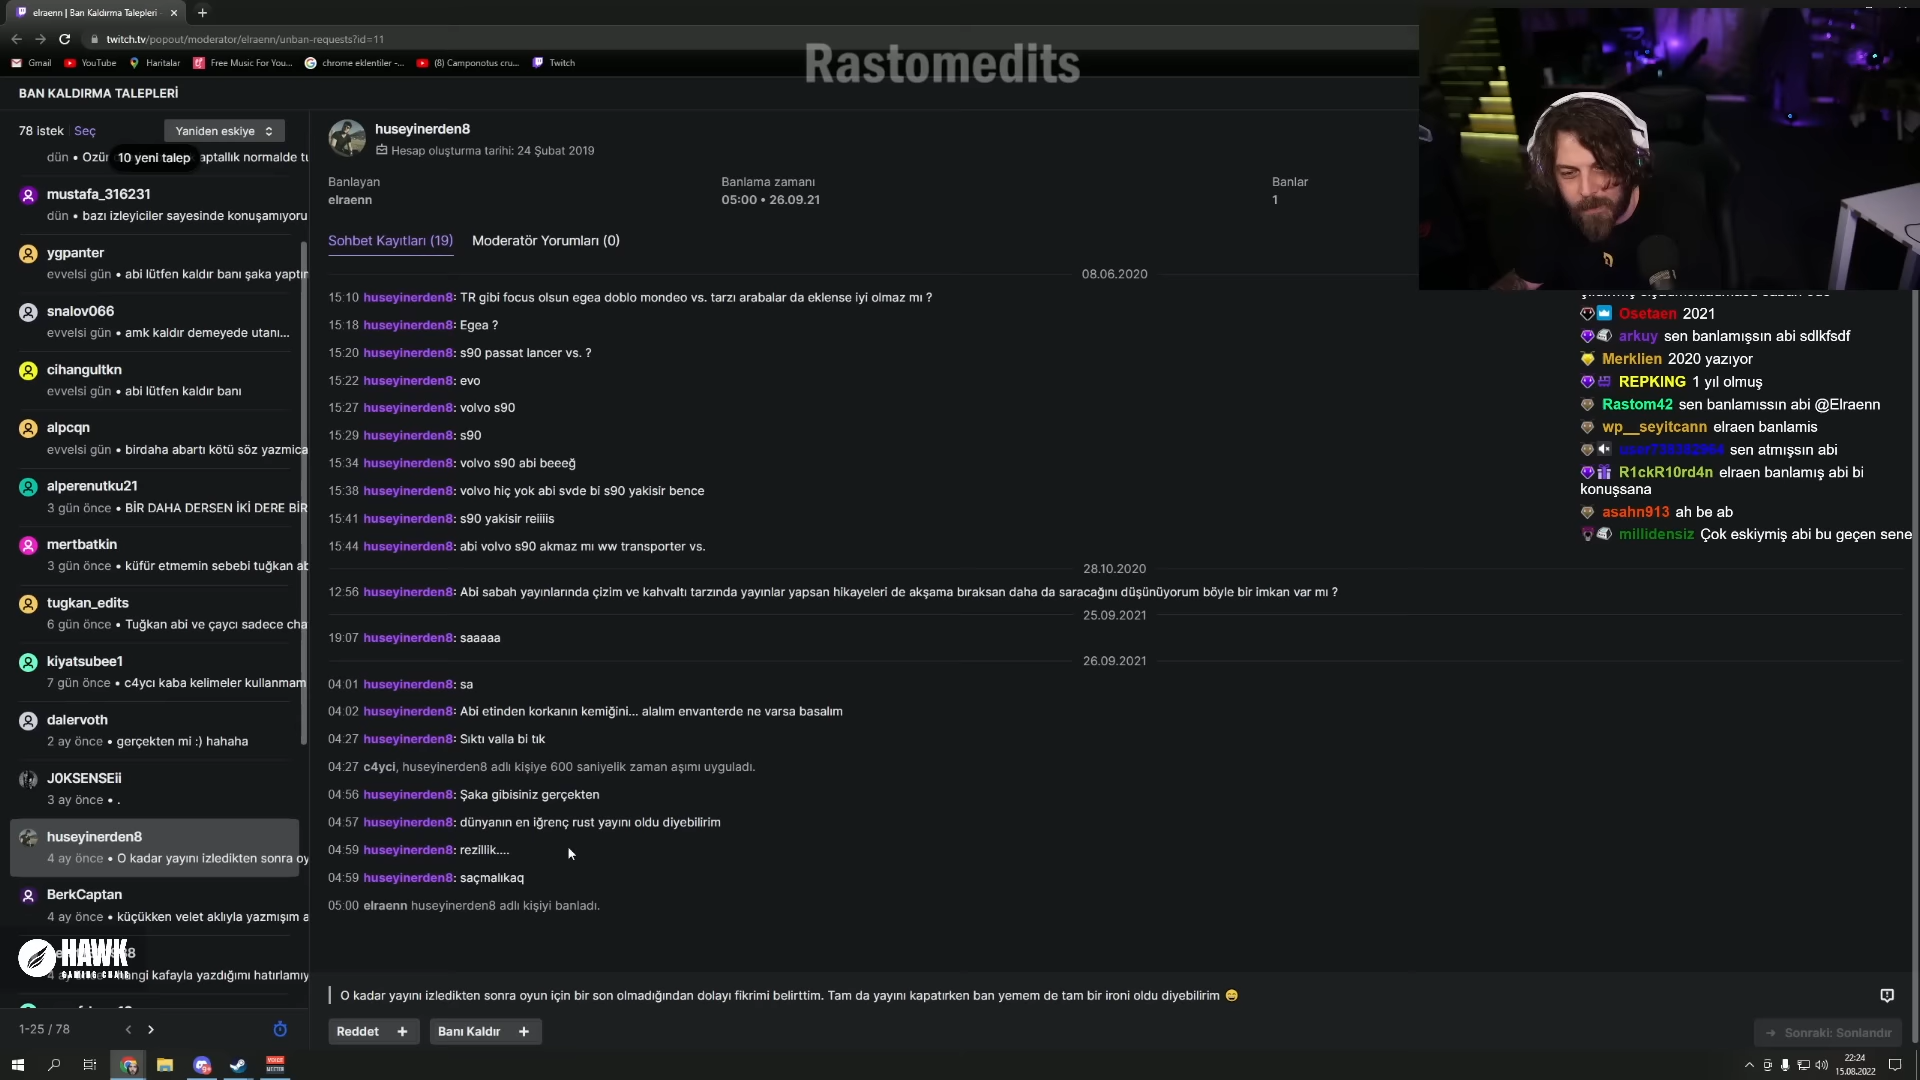 elraenn | Ban Kaldırma Talepleri
twitch.tv/popout/moderator/elraenn/unban-requests?id=11
Gmail
YouTube
Haritalar
Free Music For You...
chrome eklentiler -...
(8) Camponotus cru...
Twitch
Rastomedits
BAN KALDIRMA TALEPLERİ
78 istek
Seç
Yaniden eskiye
10 yeni talep
mustafa_316231
dün • bazı izleyiciler sayesinde konuşamıyoru
ygpanter
evvelsi gün • abi lütfen kaldır banı şaka yaptır
snalov066
evvelsi gün • amk kaldır demeyede utanı...
cihangultkn
evvelsi gün • abi lütfen kaldır banı
alpcqn
evvelsi gün • birdaha abartı kötü söz yazmica
alperenutku21
3 gün önce • BİR DAHA DERSEN İKİ DERE BİR
mertbatkin
3 gün önce • küfür etmemin sebebi tuğkan ab
tugkan_edits
6 gün önce • Tuğkan abi ve çaycı sadece cha
kiyatsubee1
7 gün önce • c4ycı kaba kelimeler kullanmam
dalervoth
2 ay önce • gerçekten mi :) hahaha
J0KSENSEii
3 ay önce • .
huseyinerden8
4 ay önce • O kadar yayını izledikten sonra oy
BerkCaptan
4 ay önce • küçükken velet aklıyla yazmışım a
HAWK
GAMING CHAIR
hangi kafayla yazdığımı hatırlamıy
1-25 / 78
huseyinerden8
Hesap oluşturma tarihi: 24 Şubat 2019
Banlayan
elraenn
Banlama zamanı
05:00 • 26.09.21
Banlar
1
Sohbet Kayıtları (19)
Moderatör Yorumları (0)
08.06.2020
15:10 huseyinerden8: TR gibi focus olsun egea doblo mondeo vs. tarzı arabalar da eklense iyi olmaz mı ?
15:18 huseyinerden8: Egea ?
15:20 huseyinerden8: s90 passat lancer vs. ?
15:22 huseyinerden8: evo
15:27 huseyinerden8: volvo s90
15:29 huseyinerden8: s90
15:34 huseyinerden8: volvo s90 abi beeeğ
15:38 huseyinerden8: volvo hiç yok abi svde bi s90 yakisir bence
15:41 huseyinerden8: s90 yakisir reiiiis
15:44 huseyinerden8: abi volvo s90 akmaz mı ww transporter vs.
28.10.2020
12:56 huseyinerden8: Abi sabah yayınlarında çizim ve kahvaltı tarzında yayınlar yapsan hikayeleri de akşama bıraksan daha da saracağını düşünüyorum böyle bir imkan var mı ?
25.09.2021
19:07 huseyinerden8: saaaaa
26.09.2021
04:01 huseyinerden8: sa
04:02 huseyinerden8: Abi etinden korkanın kemiğini... alalım envanterde ne varsa basalım
04:27 huseyinerden8: Sıktı valla bi tık
04:27 c4yci, huseyinerden8 adlı kişiye 600 saniyelik zaman aşımı uyguladı.
04:56 huseyinerden8: Şaka gibisiniz gerçekten
04:57 huseyinerden8: dünyanın en iğrenç rust yayını oldu diyebilirim
04:59 huseyinerden8: rezillik....
04:59 huseyinerden8: saçmalıkaq
05:00 elraenn huseyinerden8 adlı kişiyi banladı.
O kadar yayını izledikten sonra oyun için bir son olmadığından dolayı fikrimi belirttim. Tam da yayını kapatırken ban yemem de tam bir ironi oldu diyebilirim 😄
Reddet +
Banı Kaldır +
Sonraki: Sonlandır
Osetaen 2021
arkuy sen banlamışsın abi sdlkfsdf
Merklien 2020 yazıyor
REPKING 1 yıl olmuş
Rastom42 sen banlamıssın abi @Elraenn
wp__seyitcann elraen banlamis
sen atmışsın abi
R1ckR10rd4n elraen banlamış abi bi
konuşsana
asahn913 ah be ab
millidensiz Çok eskiymiş abi bu geçen sene
22:24
15.08.2022